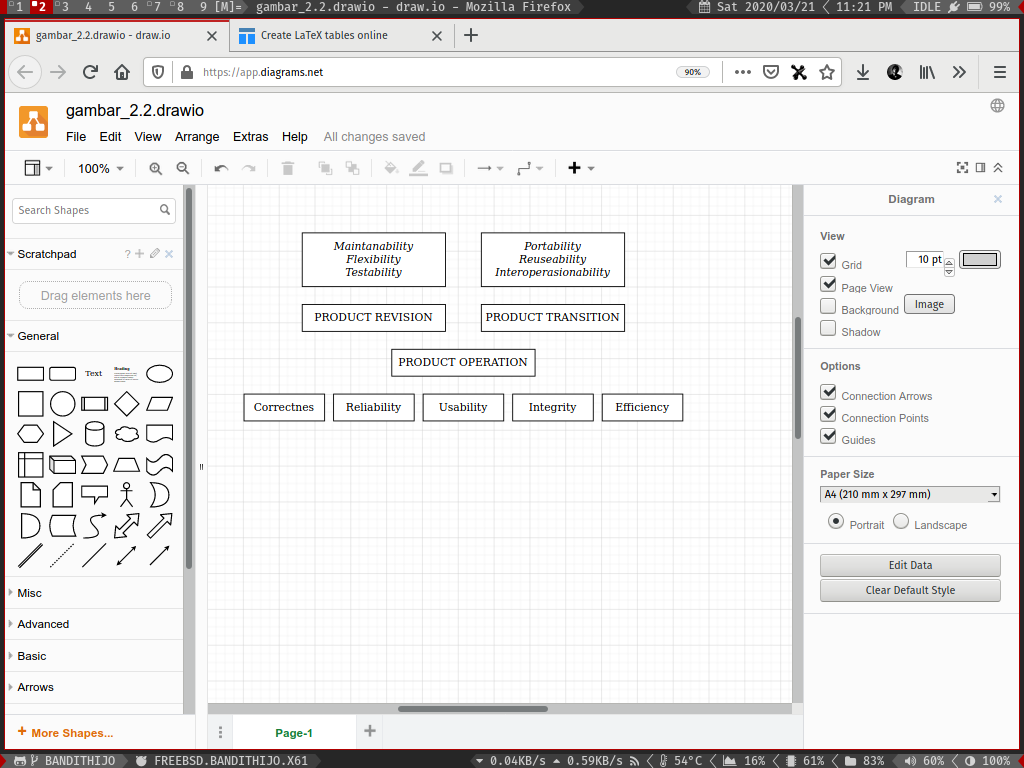 1 2 3 4 5 6 7 8 9 [M]= gambar_2.2.drawio - draw.io - Mozilla Firefox Sat 2020/03/21 11:21 PM IDLE 99%
gambar_2.2.drawio - draw.io Create LaTeX tables online
https://app.diagrams.net 90%
gambar_2.2.drawio
File Edit View Arrange Extras Help All changes saved
100%
Search Shapes
Scratchpad ?
Drag elements here
General
Text Heading
Misc
Advanced
Basic
Arrows
More Shapes...
Maintanability
Flexibility
Testability
Portability
Reuseability
Interoperasionability
PRODUCT REVISION PRODUCT TRANSITION
PRODUCT OPERATION
Correctnes Reliability Usability Integrity Efficiency
Page-1
Diagram
View
Grid 10 pt
Page View
Background Image
Shadow
Options
Connection Arrows
Connection Points
Guides
Paper Size
A4 (210 mm x 297 mm)
Portrait Landscape
Edit Data
Clear Default Style
BANDITHIJO FREEBSD.BANDITHIJO.X61 0.04KB/s 0.59KB/s 54°C 16% 61% 83% 60% 100%